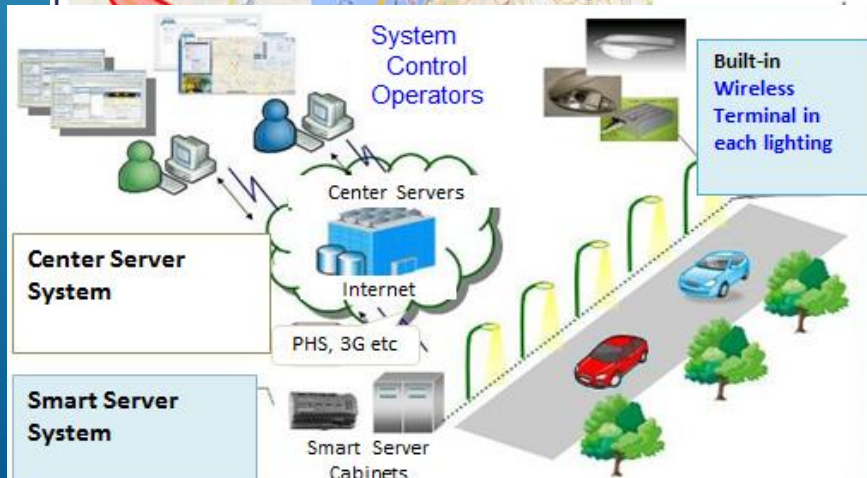 System
Control
Operators
Built-in
Wireless
Terminal in
each lighting
Center Servers
Internet
Center Server
System
PHS, 3G etc
Smart Server
System
Smart Server
Cabinets